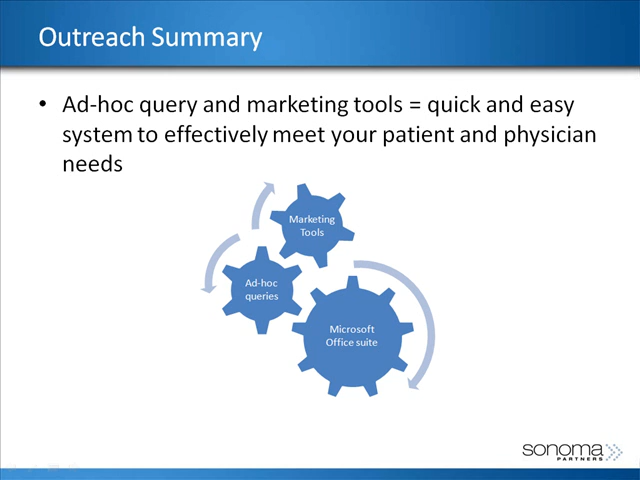 Outreach Summary
• Ad-hoc query and marketing tools = quick and easy
system to effectively meet your patient and physician
needs
Marketing
Tools
Ad-hoc
queries
Microsoft
Office suite
sonoma
PARTNERS